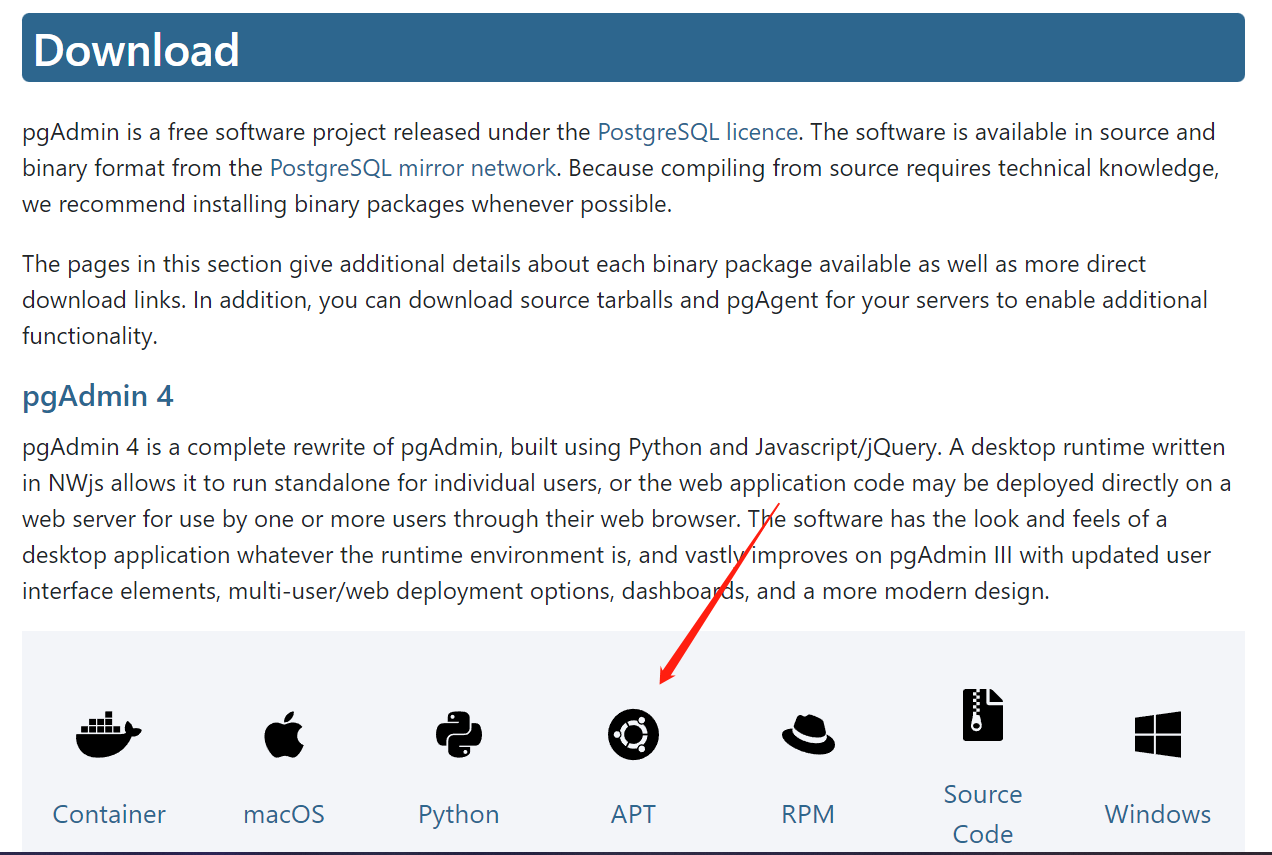 Download
pgAdmin is a free software project released under the PostgreSQL licence. The software is available in source and
binary format from the PostgreSQL mirror network. Because compiling from source requires technical knowledge,
we recommend installing binary packages whenever possible.
The pages in this section give additional details about each binary package available as well as more direct
download links. In addition, you can download source tarballs and pgAgent for your servers to enable additional
functionality.
pgAdmin 4
pgAdmin 4 is a complete rewrite of pgAdmin, built using Python and Javascript/jQuery. A desktop runtime written
in NWjs allows it to run standalone for individual users, or the web application code may be deployed directly on a
web server for use by one or more users through their web browser. The software has the look and feels of a
desktop application whatever the runtime environment is, and vastly improves on pgAdmin III with updated user
interface elements, multi-user/web deployment options, dashboards, and a more modern design.
Container
macOS
Python
APT
RPM
Source
Code
Windows